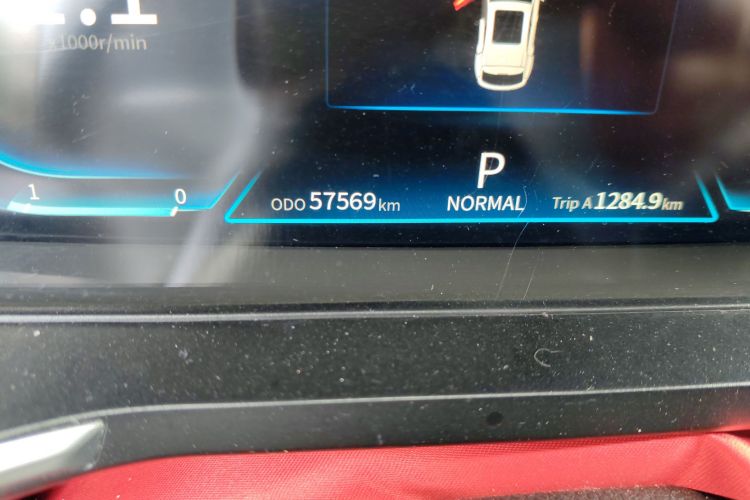 x1000r/min
P
1 0
ODO 57569 km NORMAL Trip A 1284.9 km